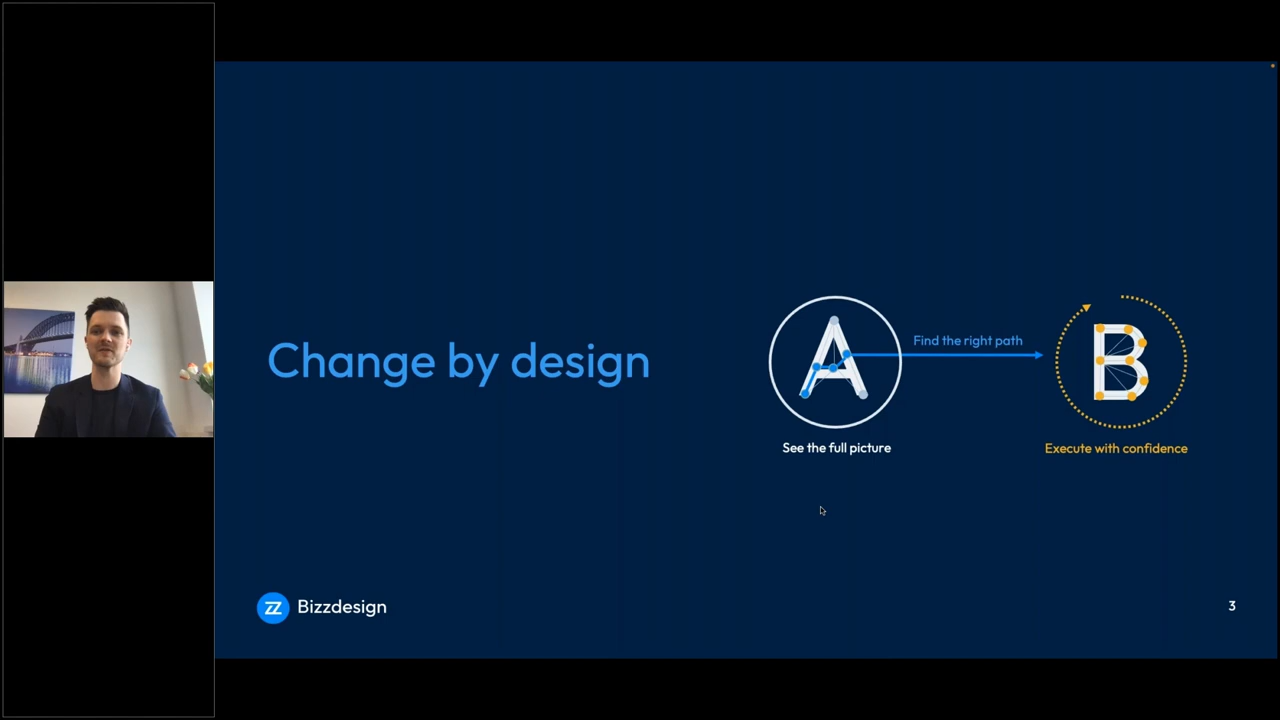 Change by design
A
Find the right path
B
See the full picture
Execute with confidence
Bizzdesign
3